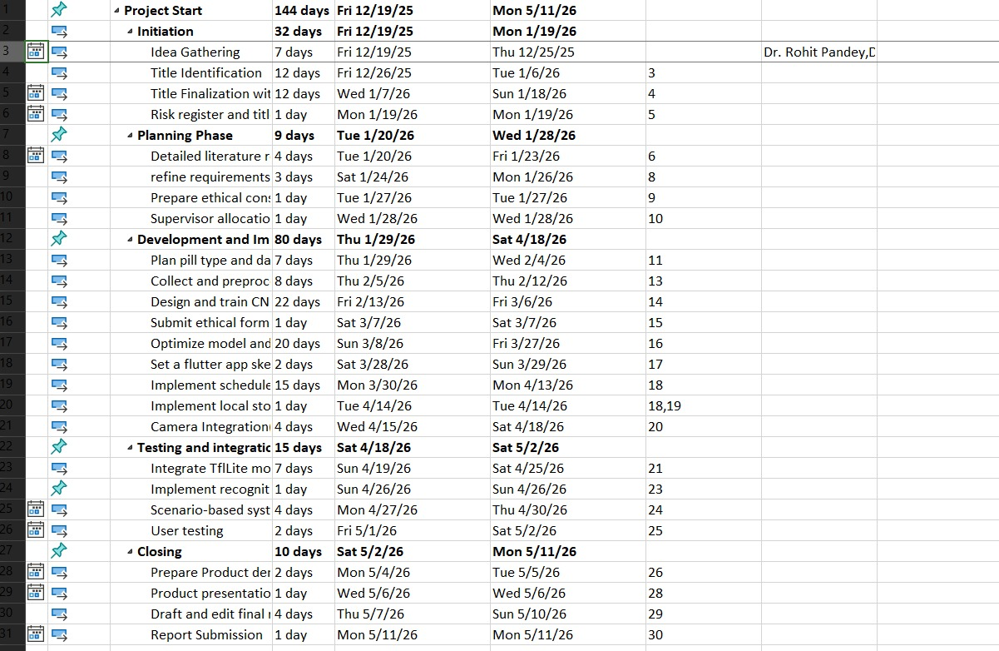 1 Project Start 144 days Fri 12/19/25 Mon 5/11/26
2 Initiation 32 days Fri 12/19/25 Mon 1/19/26
3 Idea Gathering 7 days Fri 12/19/25 Thu 12/25/25 Dr. Rohit Pandey,D
4 Title Identification 12 days Fri 12/26/25 Tue 1/6/26 3
5 Title Finalization wit 12 days Wed 1/7/26 Sun 1/18/26 4
6 Risk register and titl 1 day Mon 1/19/26 Mon 1/19/26 5
7 Planning Phase 9 days Tue 1/20/26 Wed 1/28/26
8 Detailed literature r 4 days Tue 1/20/26 Fri 1/23/26 6
9 refine requirements 3 days Sat 1/24/26 Mon 1/26/26 8
10 Prepare ethical cons 1 day Tue 1/27/26 Tue 1/27/26 9
11 Supervisor allocatio 1 day Wed 1/28/26 Wed 1/28/26 10
12 Development and Im 80 days Thu 1/29/26 Sat 4/18/26
13 Plan pill type and da 7 days Thu 1/29/26 Wed 2/4/26 11
14 Collect and preproc 8 days Thu 2/5/26 Thu 2/12/26 13
15 Design and train CN 22 days Fri 2/13/26 Fri 3/6/26 14
16 Submit ethical form 1 day Sat 3/7/26 Sat 3/7/26 15
17 Optimize model and 20 days Sun 3/8/26 Fri 3/27/26 16
18 Set a flutter app ske 2 days Sat 3/28/26 Sun 3/29/26 17
19 Implement schedule 15 days Mon 3/30/26 Mon 4/13/26 18
20 Implement local sto 1 day Tue 4/14/26 Tue 4/14/26 18,19
21 Camera Integration( 4 days Wed 4/15/26 Sat 4/18/26 20
22 Testing and integratic 15 days Sat 4/18/26 Sat 5/2/26
23 Integrate TflLite mo 7 days Sun 4/19/26 Sat 4/25/26 21
24 Implement recognit 1 day Sun 4/26/26 Sun 4/26/26 23
25 Scenario-based syst 4 days Mon 4/27/26 Thu 4/30/26 24
26 User testing 2 days Fri 5/1/26 Sat 5/2/26 25
27 Closing 10 days Sat 5/2/26 Mon 5/11/26
28 Prepare Product der 2 days Mon 5/4/26 Tue 5/5/26 26
29 Product presentatio 1 day Wed 5/6/26 Wed 5/6/26 28
30 Draft and edit final r 4 days Thu 5/7/26 Sun 5/10/26 29
31 Report Submission 1 day Mon 5/11/26 Mon 5/11/26 30